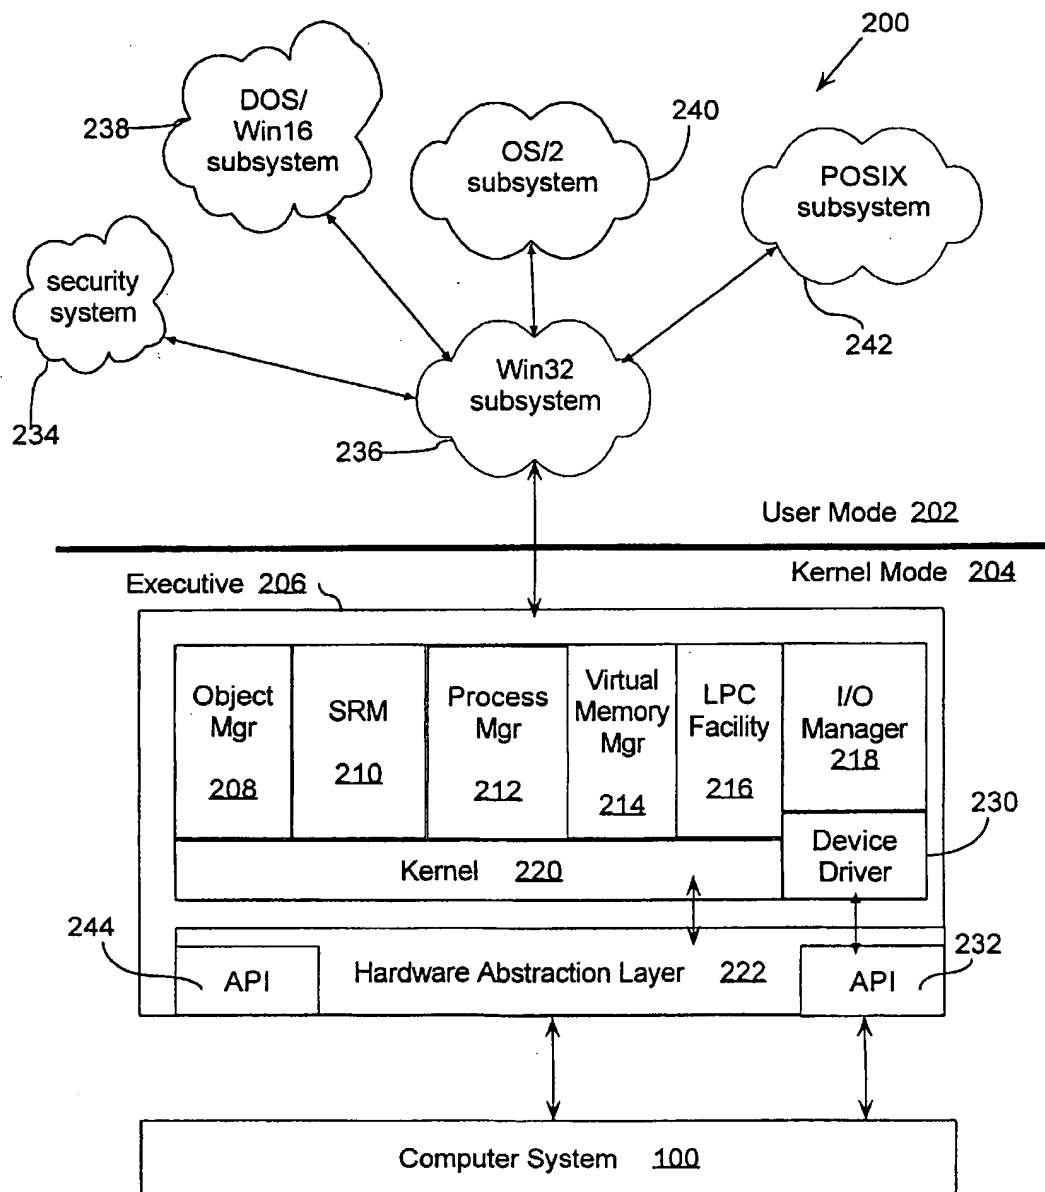 200
DOS/
Win16
subsystem
238
OS/2
subsystem
240
POSIX
subsystem
242
security
system
234
Win32
subsystem
236
User Mode 202
Kernel Mode 204
Executive 206
Object
Mgr
208
SRM
210
Process
Mgr
212
Virtual
Memory
Mgr
214
LPC
Facility
216
I/O
Manager
218
230
Device
Driver
Kernel 220
244
API
Hardware Abstraction Layer 222
232
API
Computer System 100